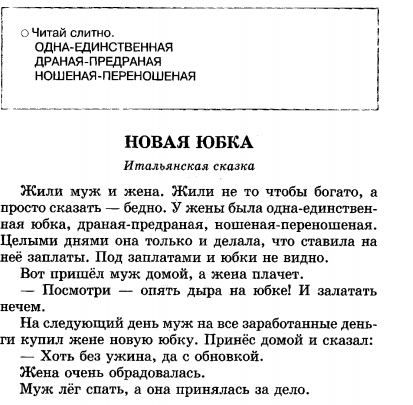 ○ Читай слитно.
ОДНА-ЕДИНСТВЕННАЯ
ДРАНАЯ-ПРЕДРАНАЯ
НОШЕНАЯ-ПЕРЕНОШЕНАЯ
НОВАЯ ЮБКА
Итальянская сказка
Жили муж и жена. Жили не то чтобы богато, а
просто сказать — бедно. У жены была одна-единствен-
ная юбка, драная-предраная, ношеная-переношеная.
Целыми днями она только и делала, что ставила на
неё заплаты. Под заплатами и юбки не видно.
Вот пришёл муж домой, а жена плачет.
— Посмотри — опять дыра на юбке! И залатать
нечем.
На следующий день муж на все заработанные день-
ги купил жене новую юбку. Принёс домой и сказал:
— Хоть без ужина, да с обновкой.
Жена очень обрадовалась.
Муж лёг спать, а она принялась за дело.